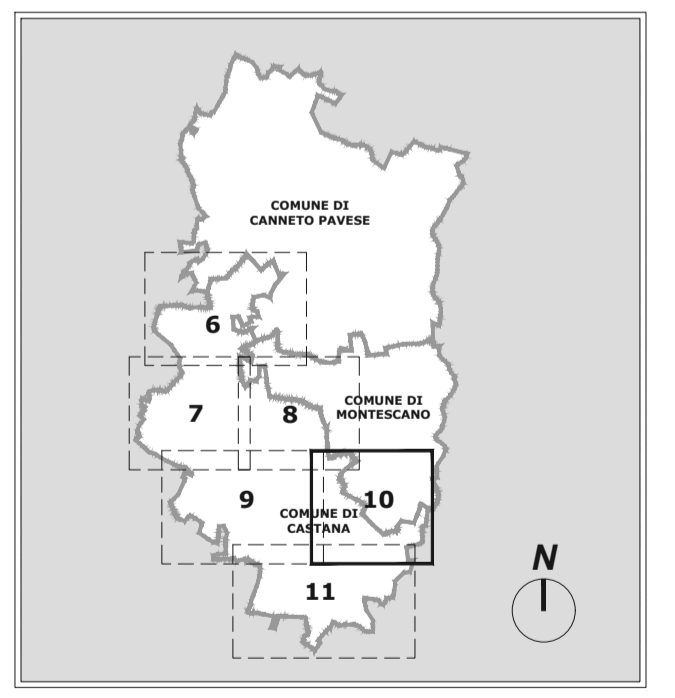 COMUNE DI
CANNETO PAVESE
6
COMUNE DI
MONTESCANO
7
8
9
10
COMUNE DI
CASTANA
11
N